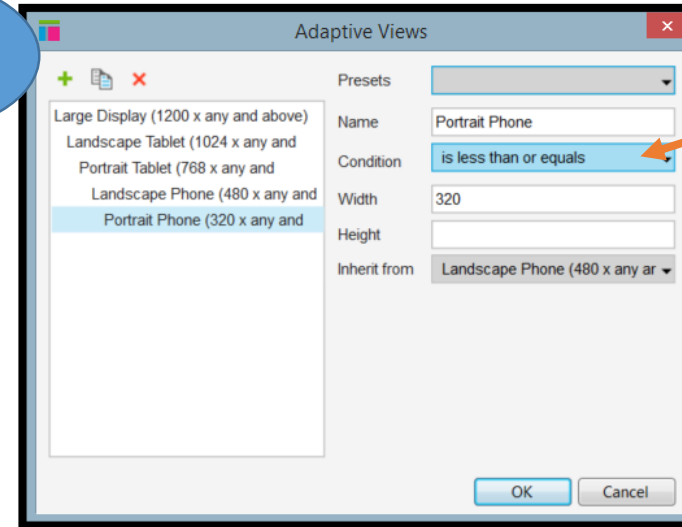 Adaptive Views
Presets
Large Display (1200 x any and above)
Landscape Tablet (1024 x any and
Portrait Tablet (768 x any and
Landscape Phone (480 x any and
Portrait Phone (320 x any and
Name Portrait Phone
Condition is less than or equals
Width 320
Height
Inherit from Landscape Phone (480 x any ar
OK Cancel